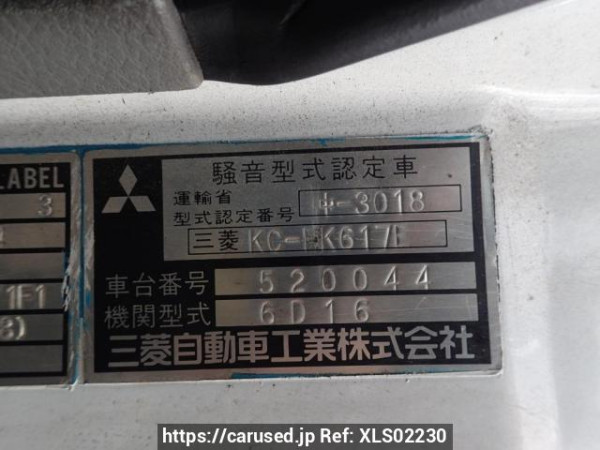 LABEL
3
1F1
8)
騒音型式認定車
運輸省
型式認定番号
-3018
三菱
車台番号 520044
機関型式 6D16
三菱自動車工業株式会社
https://carused.jp Ref: XLS02230